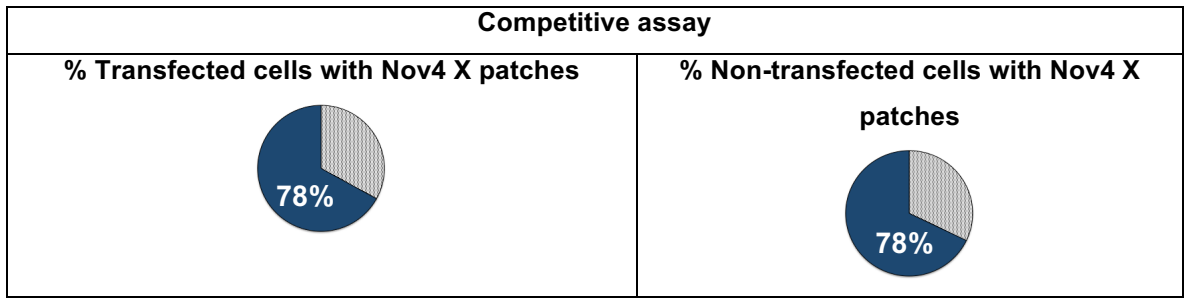 Competitive assay
% Transfected cells with Nov4 X patches
78%
% Non-transfected cells with Nov4 X
patches
78%